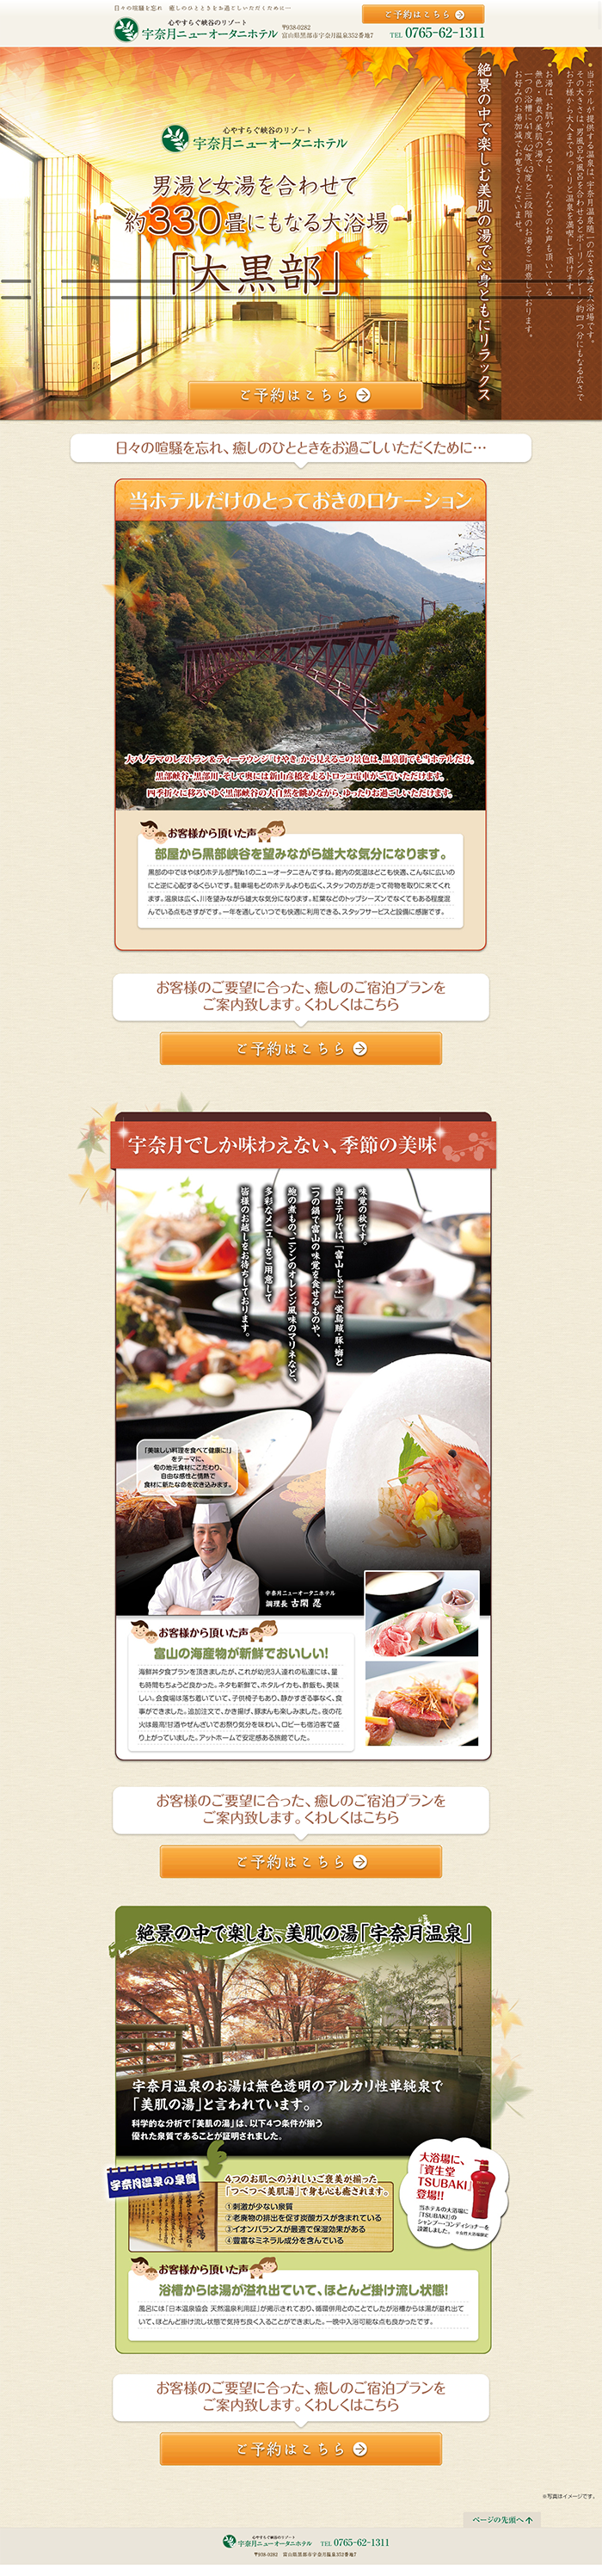 日々の喧騒を忘れ 癒しのひとときをお過ごしいただくために…
心やすらぐ峡谷のリゾート
宇奈月ニューオータニホテル
〒938-0282
富山県黒部市宇奈月温泉352番地7
ご予約はこちら
TEL 0765-62-1311
心やすらぐ峡谷のリゾート
宇奈月ニューオータニホテル
男湯と女湯を合わせて
約330畳にもなる大浴場
「大黒部」
ご予約はこちら
当ホテルが提供する温泉は、宇奈月温泉随一の広さを誇る大浴場です。
その大きさは、男風呂女風呂を合わせるとボーリングレーン約四つ分にもなる広さで
お子様から大人までゆっくりと温泉を満喫して頂けます。
お湯は、お肌がつるつるになったなどのお声も頂いている
無色・無臭の美肌の湯で
一つの浴槽に41度、42度、43度と三段階のお湯をご用意しております。
お好みのお湯加減でお寛ぎくださいませ。
絶景の中で楽しむ美肌の湯で心身ともにリラックス
日々の喧騒を忘れ、癒しのひとときをお過ごしいただくために…
当ホテルだけのとっておきのロケーション
大パノラマのレストラン&ティーラウンジ『けやき』から見えるこの景色は、温泉街でも当ホテルだけ。
黒部峡谷・黒部川・そして奥には新山彦橋を走るトロッコ電車がご覧いただけます。
四季折々に移ろいゆく黒部峡谷の大自然を眺めながら、ゆったりお過ごしいただけます。
お客様から頂いた声
部屋から黒部峡谷を望みながら雄大な気分になります。
黒部の中ではやはりホテル部門№1のニューオータニさんですね。館内の気温はどこも快適、こんなに広いの
にと逆に心配するくらいです。駐車場もどのホテルよりも広く、スタッフの方が走って荷物を取りに来てくれ
ます。温泉は広く、川を望みながら雄大な気分になります。紅葉などのトップシーズンでなくてもある程度混
んでいる点もさすがです。一年を通していつでも快適に利用できる、スタッフサービスと設備に感謝です。
お客様のご要望に合った、癒しのご宿泊プランを
ご案内致します。くわしくはこちら
ご予約はこちら
宇奈月でしか味わえない、季節の美味
味覚の秋です。
当ホテルでは、「富山しゃぶ」、蛍烏賊・豚・鰤と
一つの鍋で富山の味覚を食せるものや、
鮑の煮もの、ニシンのオレンジ風味のマリネなど、
多彩なメニューをご用意して
皆様のお越しをお待ちしております。
「美味しい料理を食べて健康に!」
をテーマに、
旬の地元食材にこだわり、
自由な感性と情熱で
食材に新たな命を吹き込みます。
宇奈月ニューオータニホテル
調理長 古閑 忍
お客様から頂いた声
富山の海産物が新鮮でおいしい!
海鮮丼夕食プランを頂きましたが、これが幼児3人連れの私達には、量
も時間もちょうど良かった。ネタも新鮮で、ホタルイカも、酢飯も、美味
しい。会食場は落ち着いていて、子供椅子もあり、静かすぎる事なく、食
事ができました。追加注文で、かき揚げ、豚まんも楽しみました。夜の花
火は最高!甘酒やぜんざいでお祭り気分を味わい、ロビーも宿泊客で盛
り上がっていました。アットホームで安定感ある旅館でした。
お客様のご要望に合った、癒しのご宿泊プランを
ご案内致します。くわしくはこちら
ご予約はこちら
絶景の中で楽しむ、美肌の湯「宇奈月温泉」
宇奈月温泉のお湯は無色透明のアルカリ性単純泉で
「美肌の湯」と言われています。
科学的な分析で「美肌の湯」は、以下4つ条件が揃う
優れた泉質であることが証明されました。
宇奈月温泉の泉質
4つのお肌へのうれしいご褒美が揃った
「つべつべ美肌湯」で身も心も癒されます。
①刺激が少ない泉質
②老廃物の排出を促す炭酸ガスが含まれている
③イオンバランスが最適で保湿効果がある
④豊富なミネラル成分を含んでいる
大浴場に、
『資生堂
TSUBAKI』
登場!!
当ホテルの大浴場に
『TSUBAKI』の
シャンプー・コンディショナーを
設置しました。 ※女性大浴場限定
お客様から頂いた声
浴槽からは湯が溢れ出ていて、ほとんど掛け流し状態!
風呂には「日本温泉協会 天然温泉利用証」が掲示されており、循環併用とのことでしたが浴槽からは湯が溢れ出て
いて、ほとんど掛け流し状態で気持ち良く入ることができました。一晩中入浴可能な点も良かったです。
お客様のご要望に合った、癒しのご宿泊プランを
ご案内致します。くわしくはこちら
ご予約はこちら
※写真はイメージです。
ページの先頭へ
心やすらぐ峡谷のリゾート
宇奈月ニューオータニホテル
TEL 0765-62-1311
〒938-0282 富山県黒部市宇奈月温泉352番地7